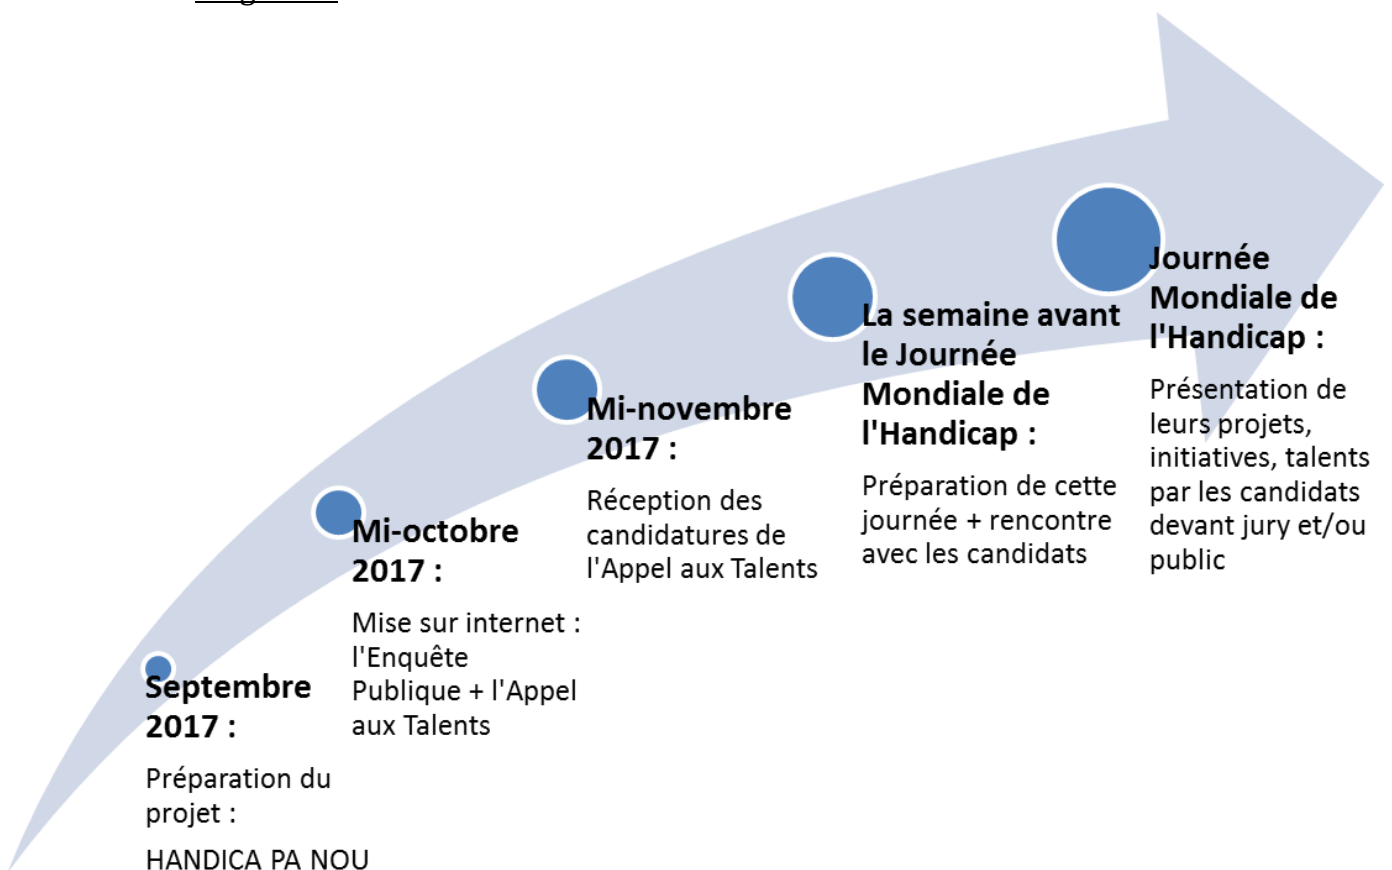 Septembre
2017 :
Préparation du
projet :
HANDICA PA NOU
Mi-octobre
2017 :
Mise sur internet :
l'Enquête
Publique + l'Appel
aux Talents
Mi-novembre
2017 :
Réception des
candidatures de
l'Appel aux Talents
La semaine avant
le Journée
Mondiale de
l'Handicap :
Préparation de cette
journée + rencontre
avec les candidats
Journée
Mondiale de
l'Handicap :
Présentation de
leurs projets,
initiatives, talents
par les candidats
devant jury et/ou
public